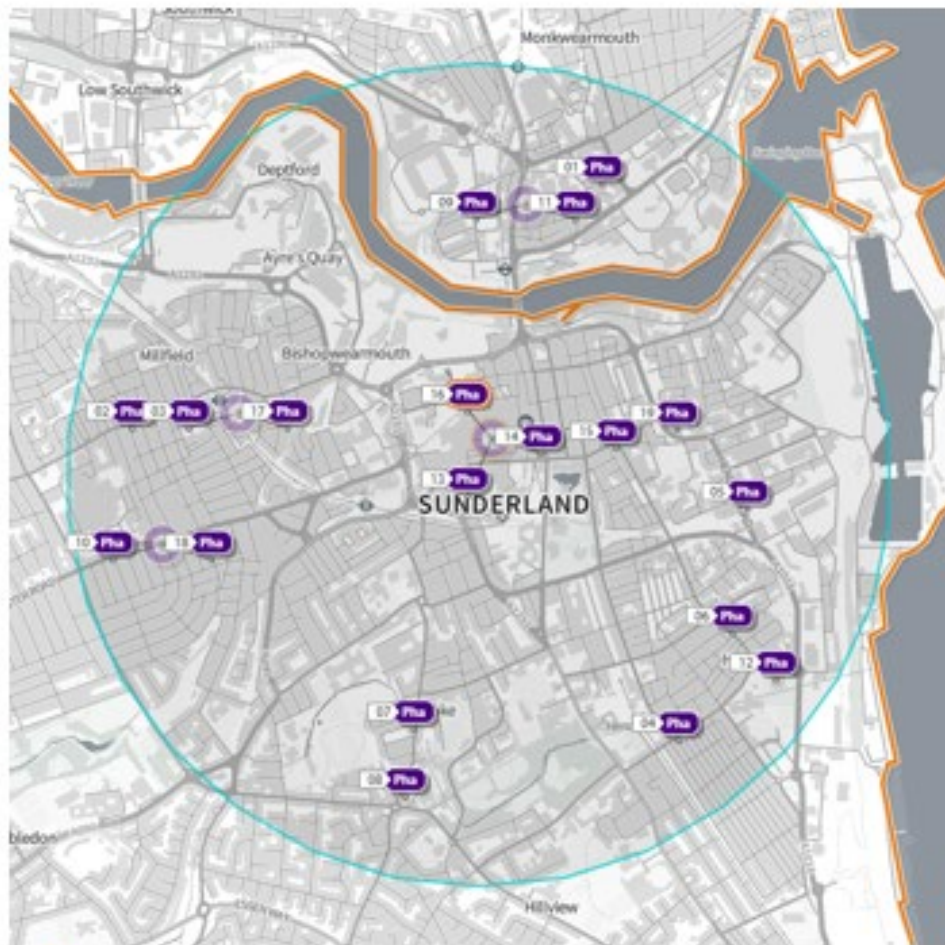 Southwick
Monkwearmouth
Low Southwick
Deptford
01 Pha
09 Pha
11 Pha
Ayre's Quay
Millfield
Bishopwearmouth
16 Pha
02 Pha
03 Pha
17 Pha
19 Pha
14 Pha
15 Pha
13 Pha
05 Pha
SUNDERLAND
10 Pha
18 Pha
06 Pha
12 Pha
07 Pha
04 Pha
08 Pha
bledon
Hillview